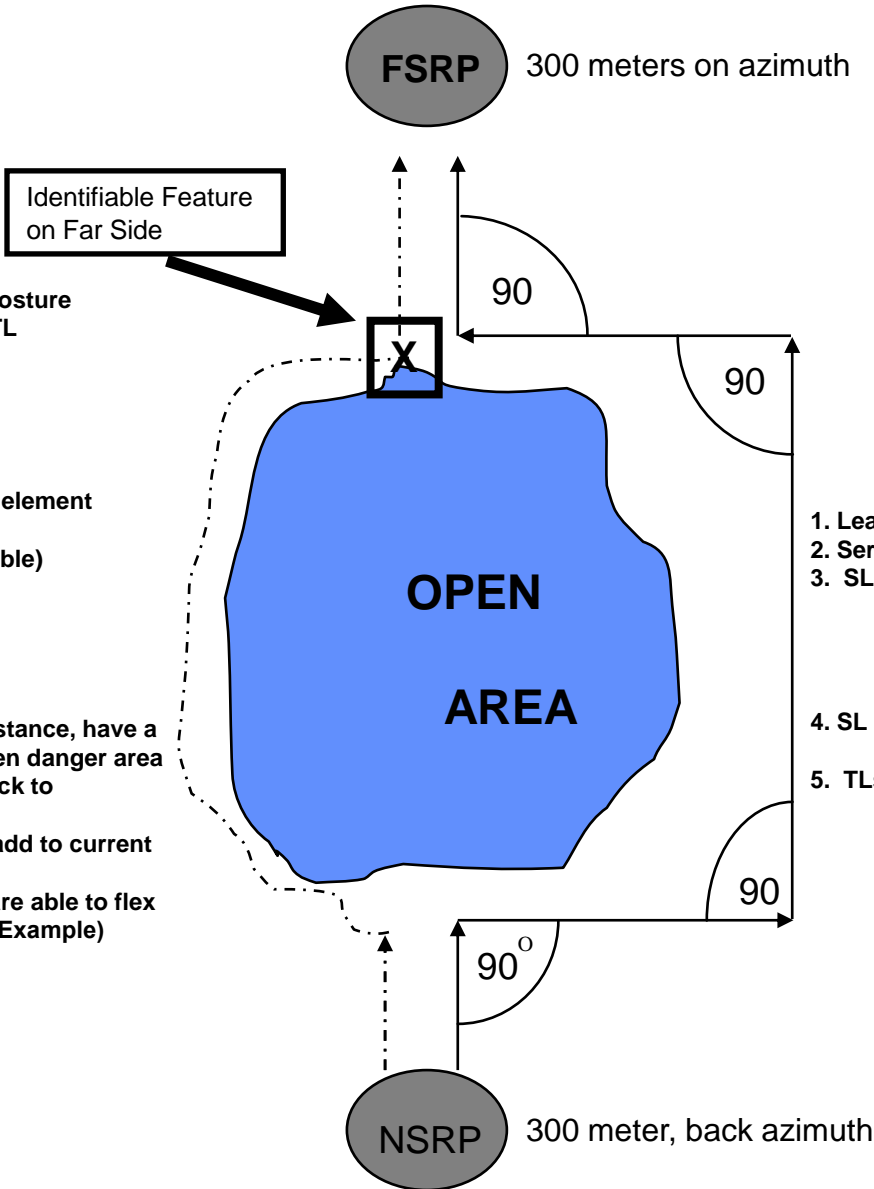 FSRP
300 meters on azimuth
Identifiable Feature
on Far Side
osture
TL
90
X
90
element
ble)
1. Lea
2. Ser
3. SL
OPEN
AREA
stance, have a
en danger area
ck to
add to current
re able to flex
Example)
4. SL
5. TL
90
90°
NSRP
300 meter, back azimuth